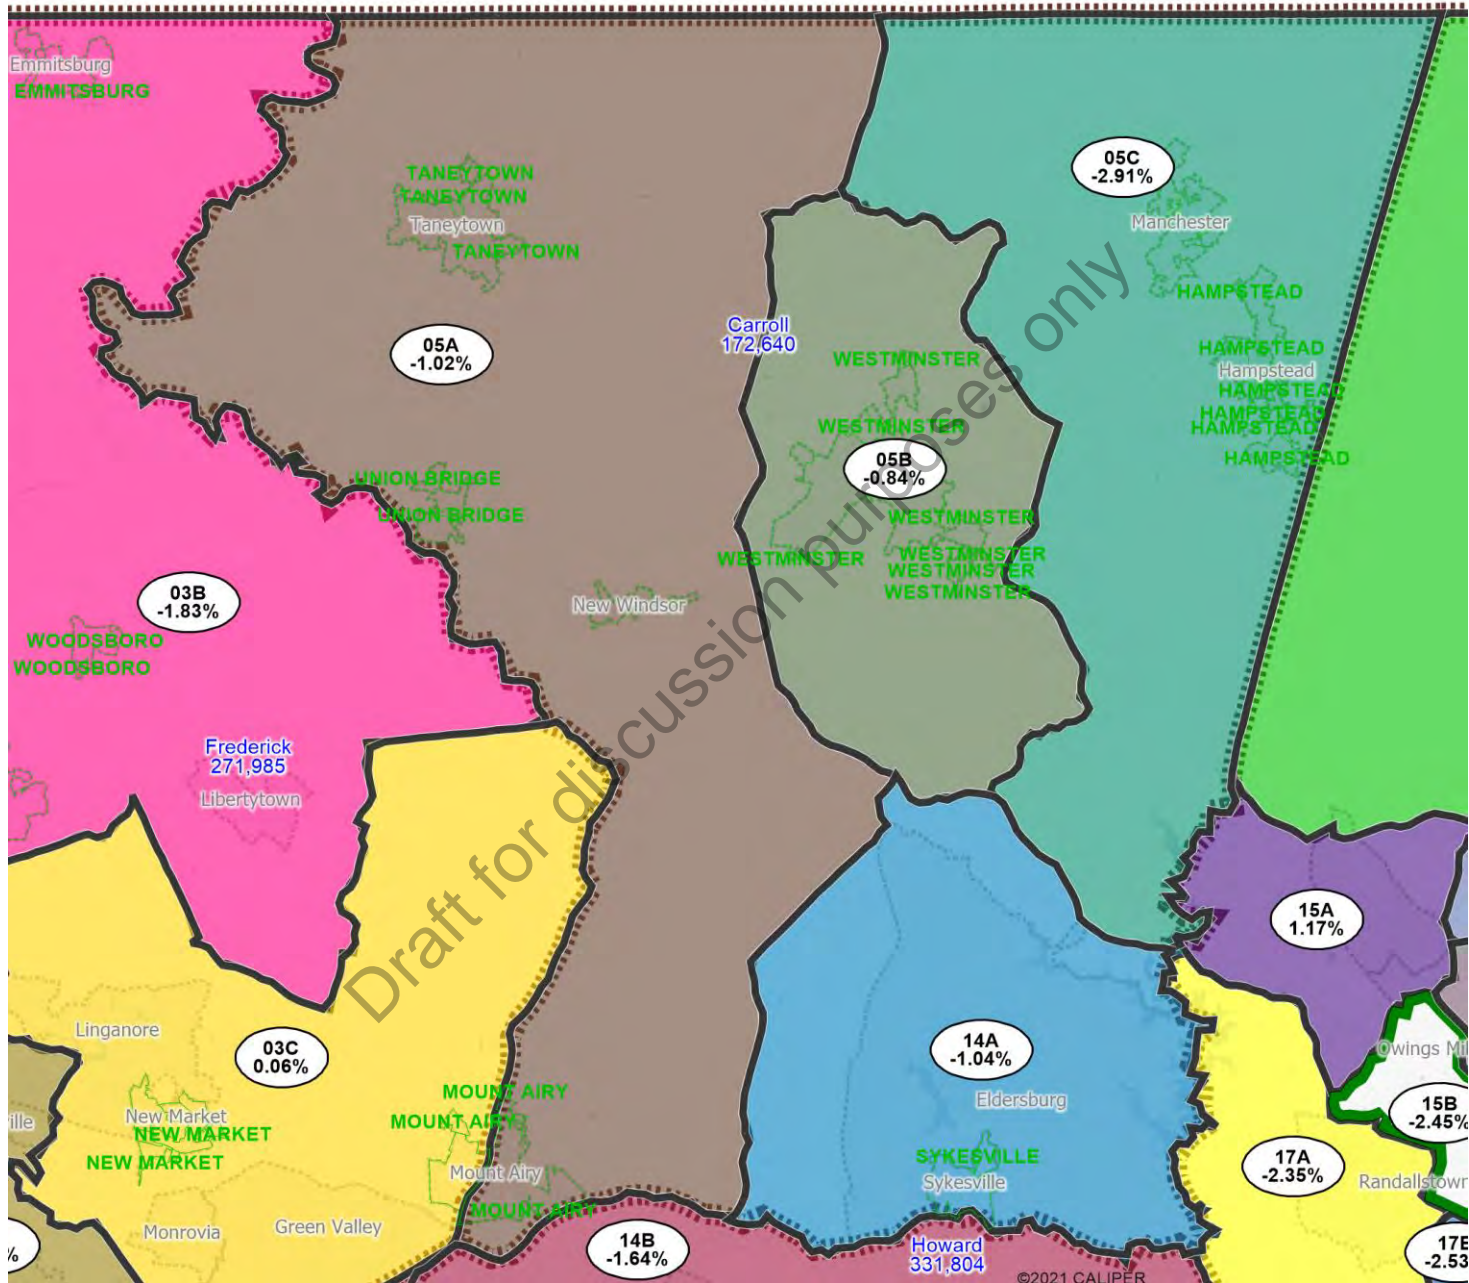 Emmitsburg
EMMITSBURG
TANEYTOWN
TANEYTOWN
Taneytown
TANEYTOWN
05C
-2.91%
Manchester
HAMPSTEAD
HAMPSTEAD
Hampstead
HAMPSTEAD
HAMPSTEAD
HAMPSTEAD
HAMPSTEAD
Carroll
172,640
05A
-1.02%
WESTMINSTER
WESTMINSTER
05B
-0.84%
WESTMINSTER
WESTMINSTER
WESTMINSTER
WESTMINSTER
WESTMINSTER
UNION BRIDGE
UNION BRIDGE
New Windsor
03B
-1.83%
WOODSBORO
WOODSBORO
Frederick
271,985
Libertytown
Draft for discussion purposes only
15A
1.17%
Linganore
03C
0.06%
14A
-1.04%
Eldersburg
Owings Mi
15B
-2.45%
ville
New Market
NEW MARKET
NEW MARKET
MOUNT AIRY
MOUNT AIRY
Mount Airy
MOUNT AIRY
SYKESVILLE
Sykesville
17A
-2.35%
Randallstown
Monrovia
Green Valley
%
14B
-1.64%
Howard
331,804
17B
-2.53
©2021 CALIPER